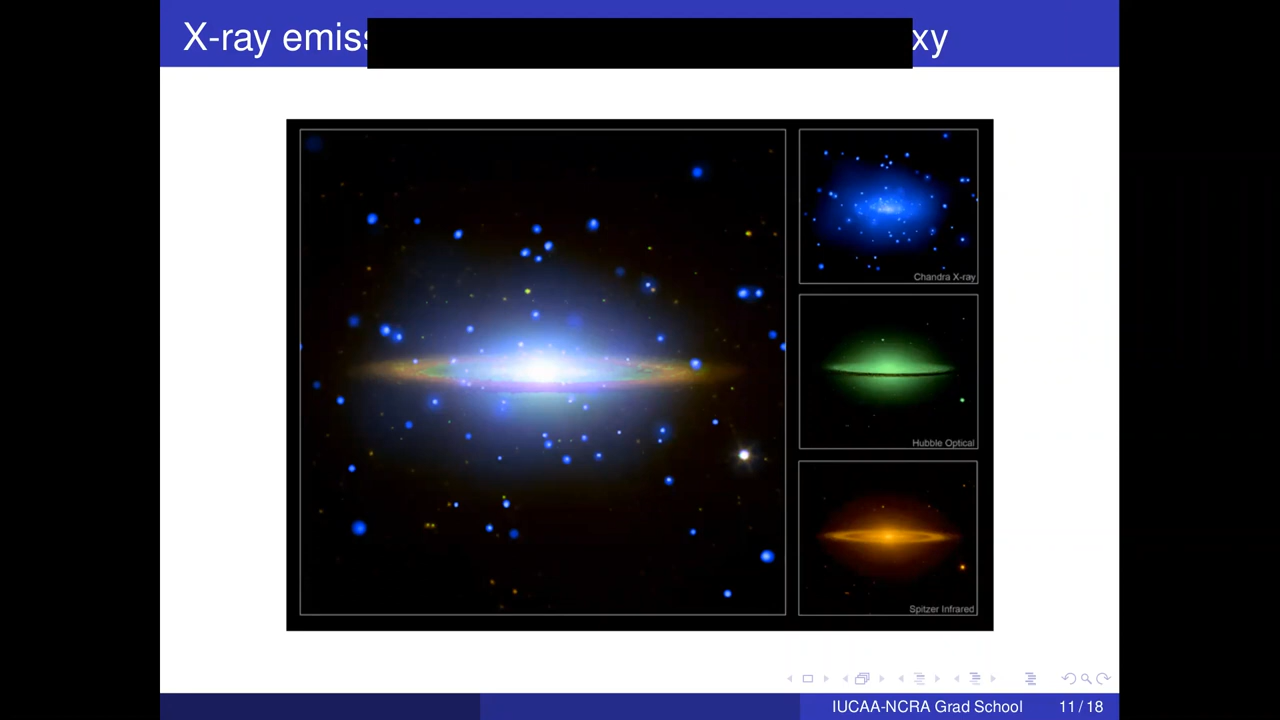 X-ray emiss xy
Chandra X-ray
Hubble Optical
Spitzer Infrared
IUCAA-NCRA Grad School 11 / 18